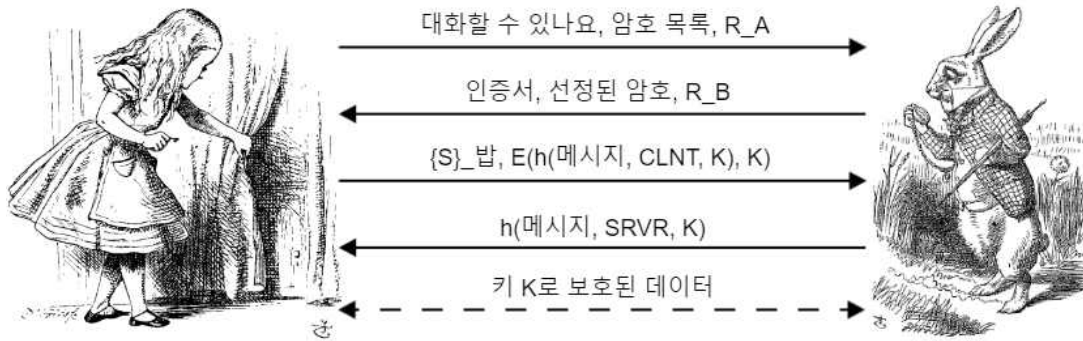 대화할 수 있나요, 암호 목록, R_A
인증서, 선정된 암호, R_B
{S}_밥, E(h(메시지, CLNT, K), K)
h(메시지, SRVR, K)
키 K로 보호된 데이터